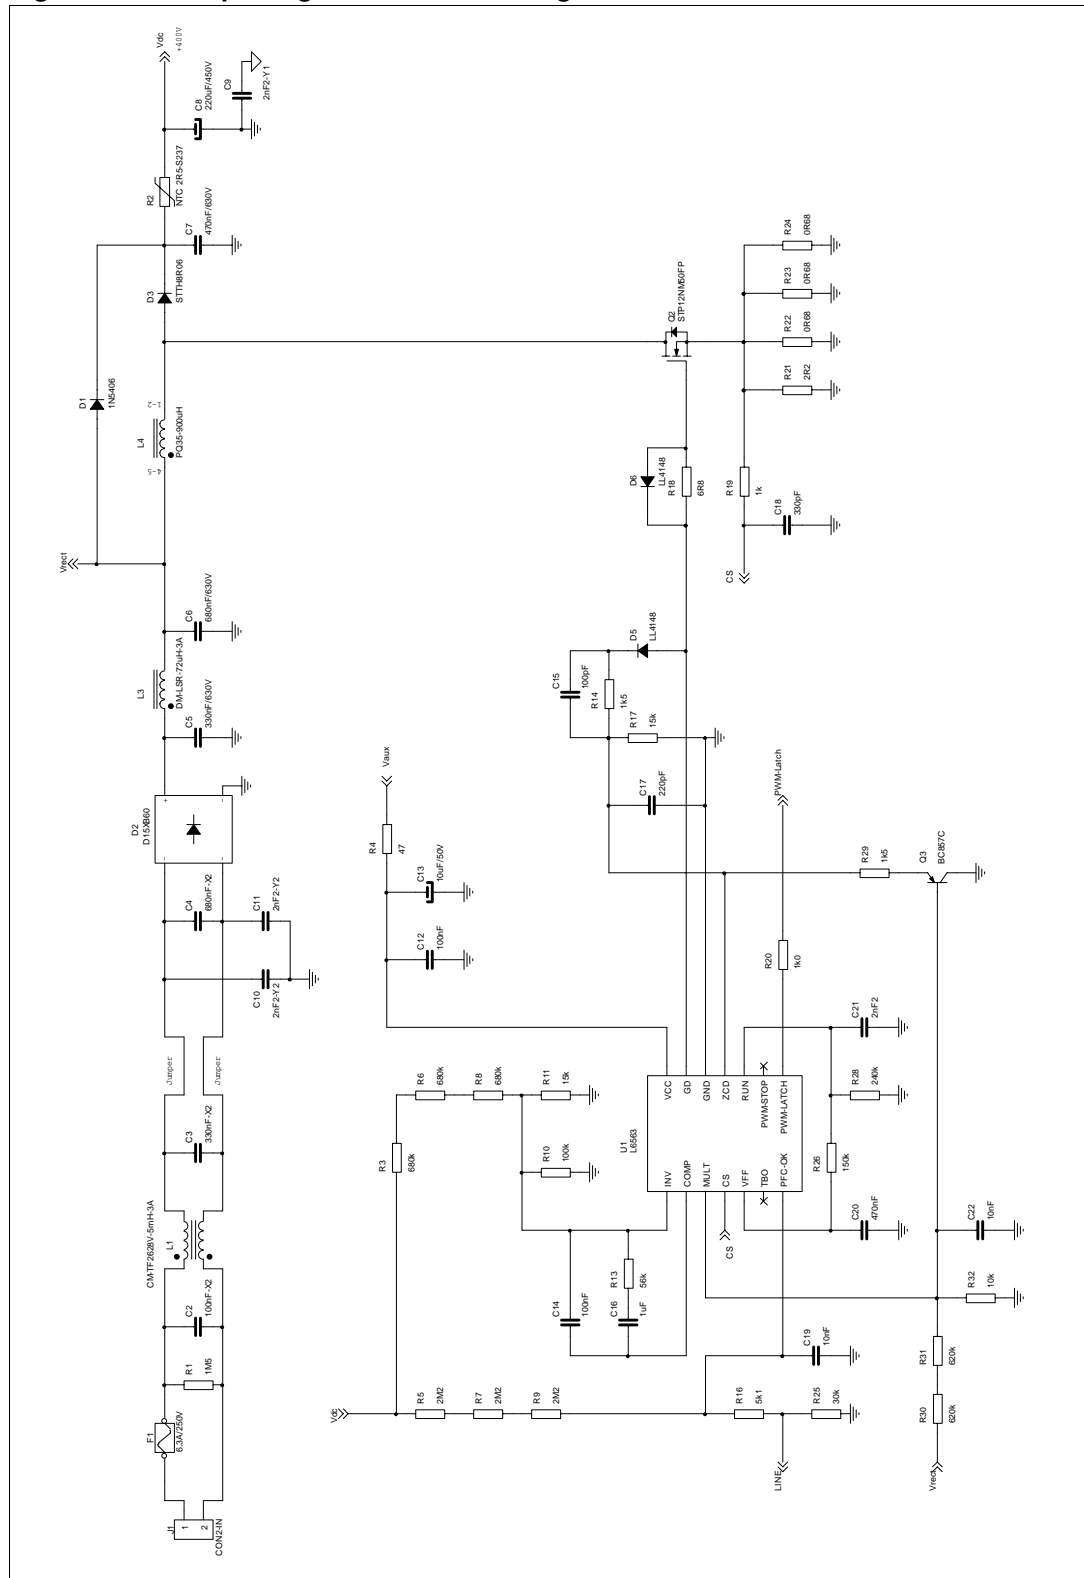 J1
CON2-IN
1
2
F1
6.3A/250V
R1
1M5
C2
100nF-X2
CM-TF2628V-5mH-3A
L1
C3
330nF-X2
Jumper
Jumper
C10
2nF2-Y2
C4
680nF-X2
C11
2nF2-Y2
D2
D15XB60
~
~
+
-
C5
330nF/630V
L3
DM-LSR-72uH-3A
C6
680nF/630V
Vrect
D1
1N5406
L4
PQ35-900uH
4-5
1-2
D3
STTH8R06
C7
470nF/630V
R2
NTC 2R5-S237
C8
220uF/450V
C9
2nF2-Y1
Vdc
+400V
Vdc
R5
2M2
R7
2M2
R9
2M2
R3
680k
R6
680k
R8
680k
R10
100k
R11
15k
C14
100nF
C16
1uF
R13
56k
R4
47
Vaux
C12
100nF
C13
10uF/50V
U1
L6563
INV
COMP
MULT
CS
VFF
TBO
PFC-OK
VCC
GD
GND
ZCD
RUN
PWM-STOP
PWM-LATCH
CS
C15
100pF
R14
1k5
D5
LL4148
R17
15k
C17
220pF
D6
LL4148
R18
6R8
Q2
STP12NM50FP
CS
R19
1k
C18
330pF
R21
2R2
R22
0R68
R23
0R68
R24
0R68
R20
1k0
PWM-Latch
C19
10nF
R16
5k1
R25
30k
LINE
C20
470nF
R26
150k
R28
240k
C21
2nF2
R29
1k5
Q3
BC857C
Vrect
R30
620k
R31
620k
R32
10k
C22
10nF